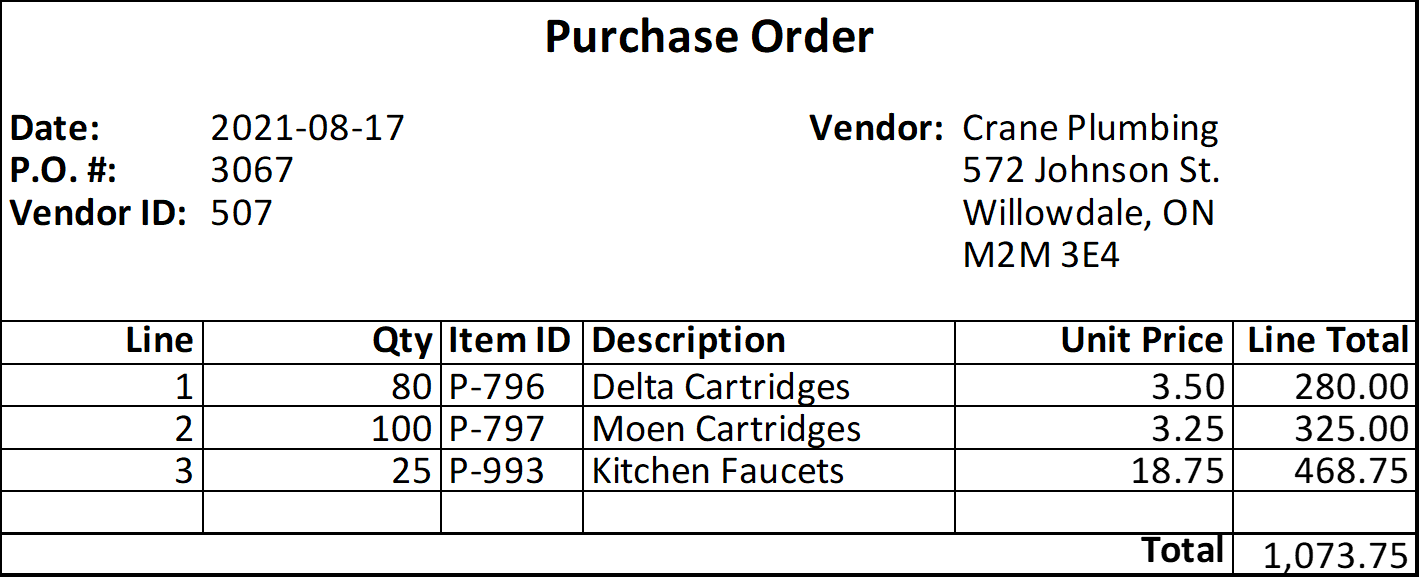 Purchase Order
Date: 2021-08-17 Vendor: Crane Plumbing
P.O. #: 3067 572 Johnson St.
Vendor ID: 507 Willowdale, ON
M2M 3E4
Line Qty Item ID Description Unit Price Line Total
1 80 P-796 Delta Cartridges 3.50 280.00
2 100 P-797 Moen Cartridges 3.25 325.00
3 25 P-993 Kitchen Faucets 18.75 468.75
Total 1,073.75